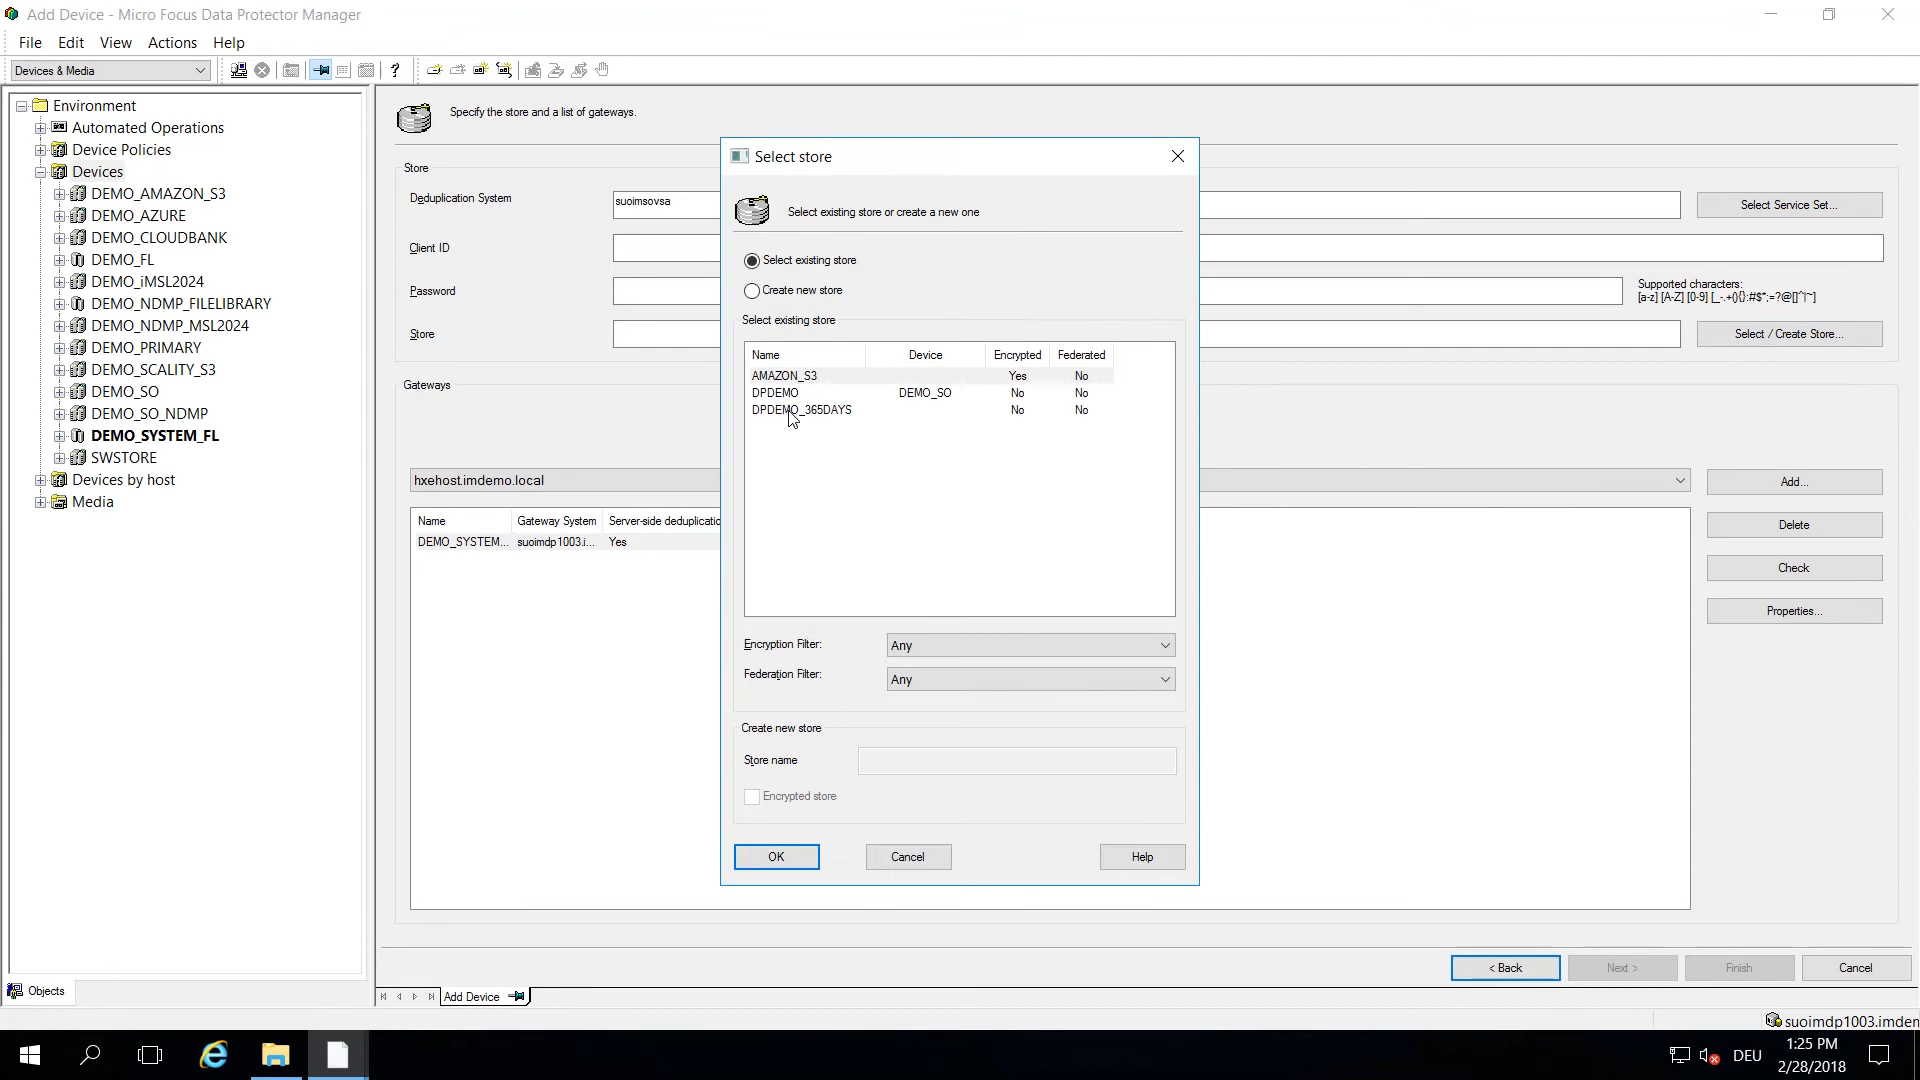 Add Device - Micro Focus Data Protector Manager
File Edit View Actions Help
Devices & Media
Environment
Automated Operations
Device Policies
Devices
DEMO_AMAZON_S3
DEMO_AZURE
DEMO_CLOUDBANK
DEMO_FL
DEMO_iMSL2024
DEMO_NDMP_FILELIBRARY
DEMO_NDMP_MSL2024
DEMO_PRIMARY
DEMO_SCALITY_S3
DEMO_SO
DEMO_SO_NDMP
DEMO_SYSTEM_FL
SWSTORE
Devices by host
Media
Objects
Specify the store and a list of gateways.
Store
Deduplication System
suoimsovsa
Select Service Set...
Client ID
Password
Supported characters:
[a-z] [A-Z] [0-9] [_-.+(){}:#$*;=?@[]^|~]
Store
Select / Create Store...
Gateways
hxehost.imdemo.local
Add...
Name Gateway System Server-side deduplicatio
DEMO_SYSTEM... suoimdp1003.i... Yes
Delete
Check
Properties...
Select store
Select existing store or create a new one
Select existing store
Create new store
Select existing store
Name Device Encrypted Federated
AMAZON_S3 Yes No
DPDEMO DEMO_SO No No
DPDEMO_365DAYS No No
Encryption Filter: Any
Federation Filter: Any
Create new store
Store name
Encrypted store
OK Cancel Help
< Back Next > Finish Cancel
Add Device
suoimdp1003.imden
DEU
1:25 PM
2/28/2018